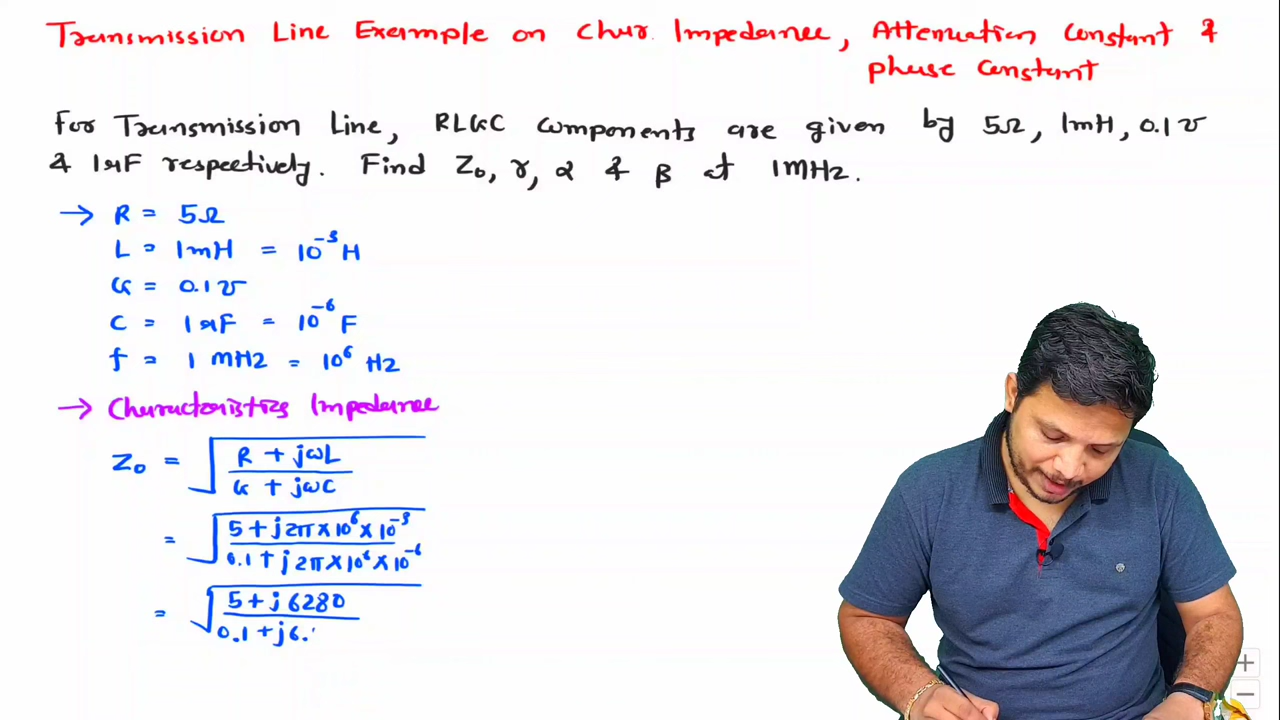 Transmission Line Example on Char. Impedance, Attenuation Constant &
phase Constant
For Transmission Line, RLGC components are given by 5Ω, 1mH, 0.1℧
& 1μF respectively. Find Z₀, γ, α & β at 1MHz.
→ R = 5Ω
L = 1mH = 10⁻³ H
G = 0.1℧
C = 1μF = 10⁻⁶ F
f = 1 MHz = 10⁶ Hz
→ Characteristics Impedance
Z₀ = √((R + jωL)/(G + jωC))
= √((5 + j2π×10⁶×10⁻³)/(0.1 + j2π×10⁶×10⁻⁶))
= √((5 + j6280)/(0.1 + j6.